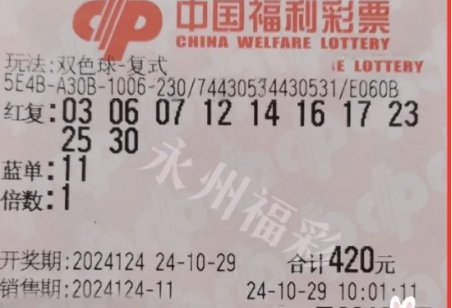 中国福利彩票
CHINA WELFARE LOTTERY
玩法:双色球-复式
E LOTTERY
5E4B-A30B-1006-230/74430534430531/E060B
红复:03 06 07 12 14 16 17 23
25 30
蓝单:11
倍数:1
永州福彩
开奖期:2024124 24-10-29 合计420元
销售期:2024124-11 24-10-29 10:01:11